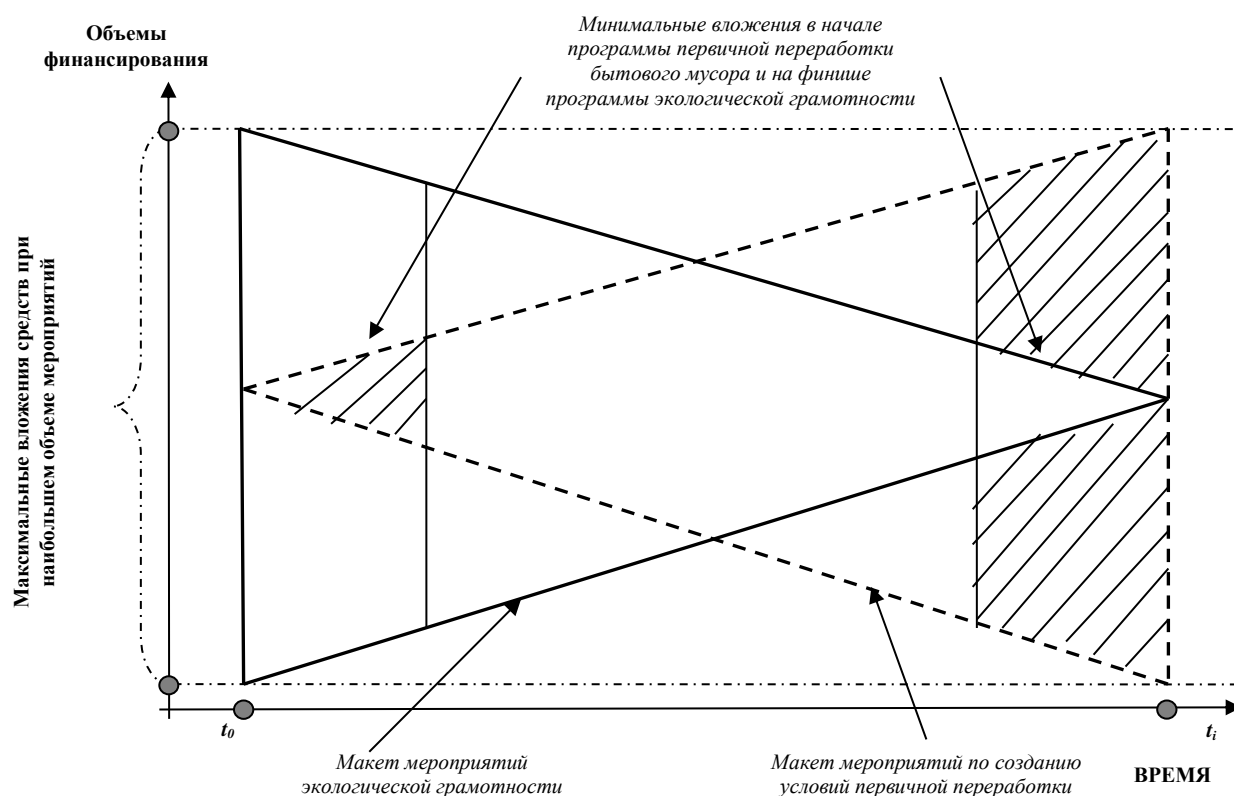 Объемы
финансирования
Минимальные вложения в начале
программы первичной переработки
бытового мусора и на финише
программы экологической грамотности
Максимальные вложения средств при
наибольшем объеме мероприятий
t0
ti
ВРЕМЯ
Макет мероприятий
экологической грамотности
Макет мероприятий по созданию
условий первичной переработки